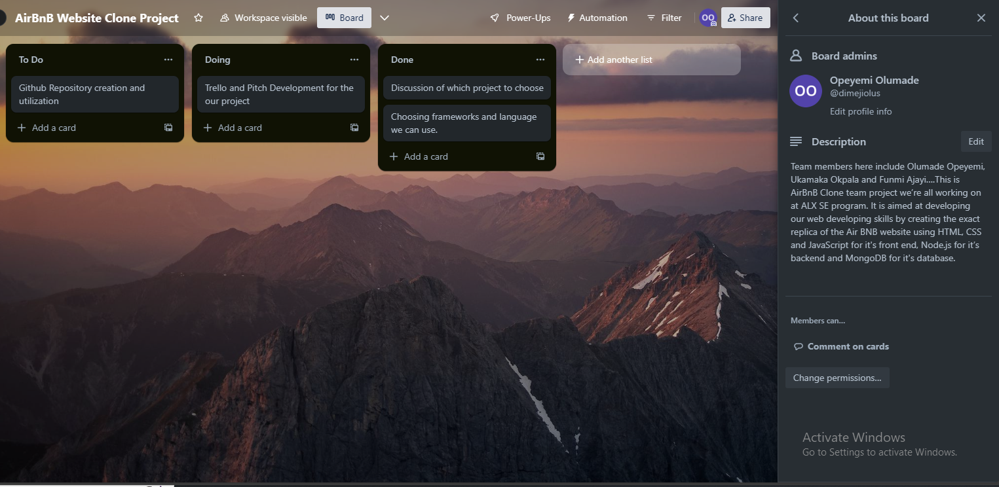 AirBnB Website Clone Project
Workspace visible
Board
Power-Ups
Automation
Filter
OO
Share
To Do
Github Repository creation and
utilization
Add a card
Doing
Trello and Pitch Development for the
our project
Add a card
Done
Discussion of which project to choose
Choosing frameworks and language
we can use.
Add a card
Add another list
About this board
Board admins
OO
Opeyemi Olumade
@dimejiolus
Edit profile info
Description
Edit
Team members here include Olumade Opeyemi,
Ukamaka Okpala and Funmi Ajayi....This is
AirBnB Clone team project we’re all working on
at ALX SE program. It is aimed at developing
our web developing skills by creating the exact
replica of the Air BNB website using HTML, CSS
and JavaScript for it's front end, Node.js for it’s
backend and MongoDB for it's database.
Members can…
Comment on cards
Change permissions…
Activate Windows
Go to Settings to activate Windows.